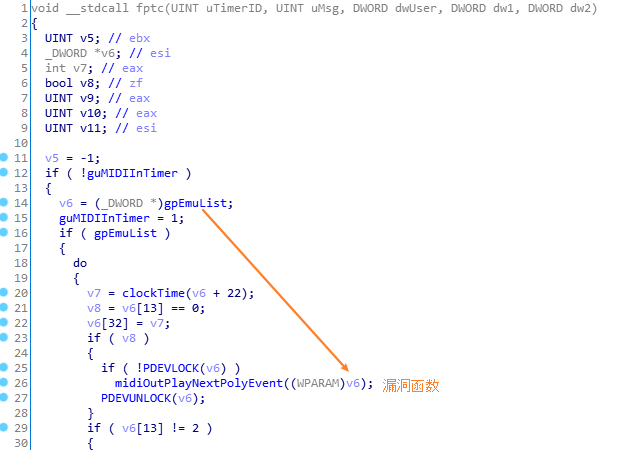 1 void __stdcall fptc(UINT uTimerID, UINT uMsg, DWORD dwUser, DWORD dw1, DWORD dw2)
2 {
3 UINT v5; // ebx
4 _DWORD *v6; // esi
5 int v7; // eax
6 bool v8; // zf
7 UINT v9; // eax
8 UINT v10; // eax
9 UINT v11; // esi
10
11 v5 = -1;
12 if ( !guMIDIInTimer )
13 {
14 v6 = (_DWORD *)gpEmuList;
15 guMIDIInTimer = 1;
16 if ( gpEmuList )
17 {
18 do
19 {
20 v7 = clockTime(v6 + 22);
21 v8 = v6[13] == 0;
22 v6[32] = v7;
23 if ( v8 )
24 {
25 if ( !PDEVLOCK(v6) )
26 midiOutPlayNextPolyEvent((WPARAM)v6); 漏洞函数
27 PDEVUNLOCK(v6);
28 }
29 if ( v6[13] != 2 )
30 {